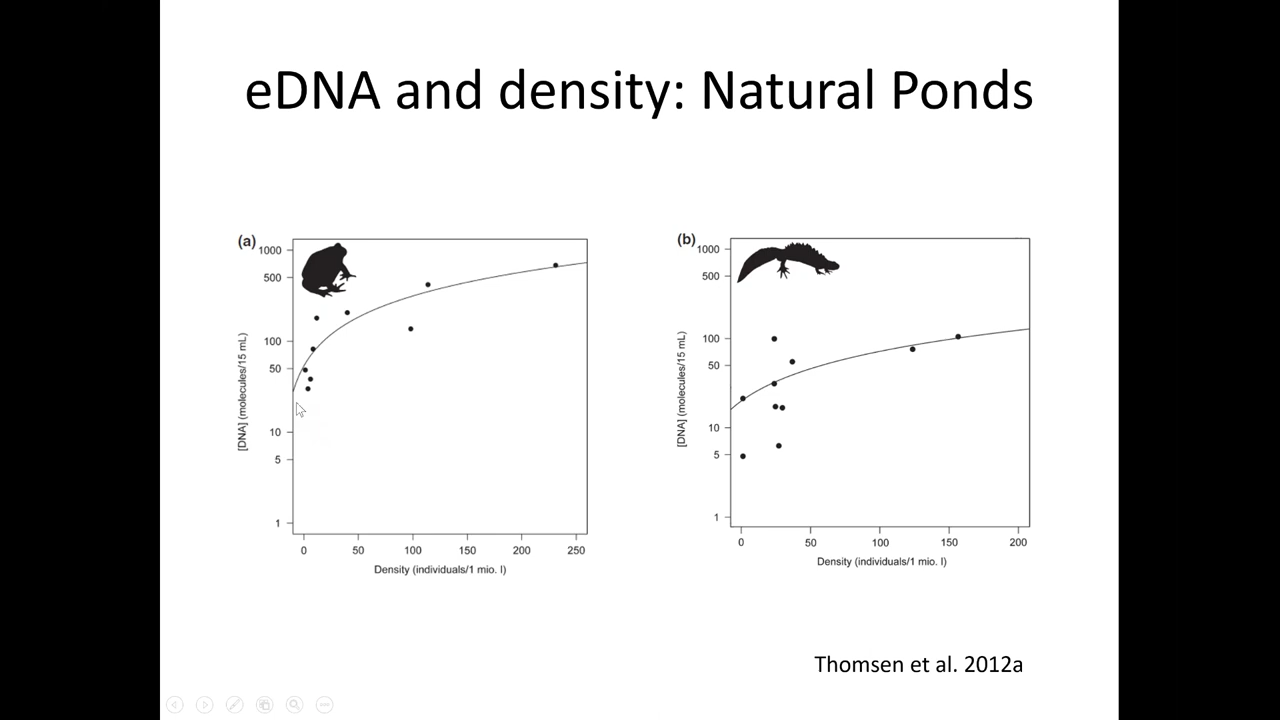 eDNA and density: Natural Ponds
(a)
1000
500
100
50
10
5
1
[DNA] (molecules/15 mL)
0 50 100 150 200 250
Density (individuals/1 mio. l)
(b)
1000
500
100
50
10
5
1
[DNA] (molecules/15 mL)
0 50 100 150 200
Density (individuals/1 mio. l)
Thomsen et al. 2012a